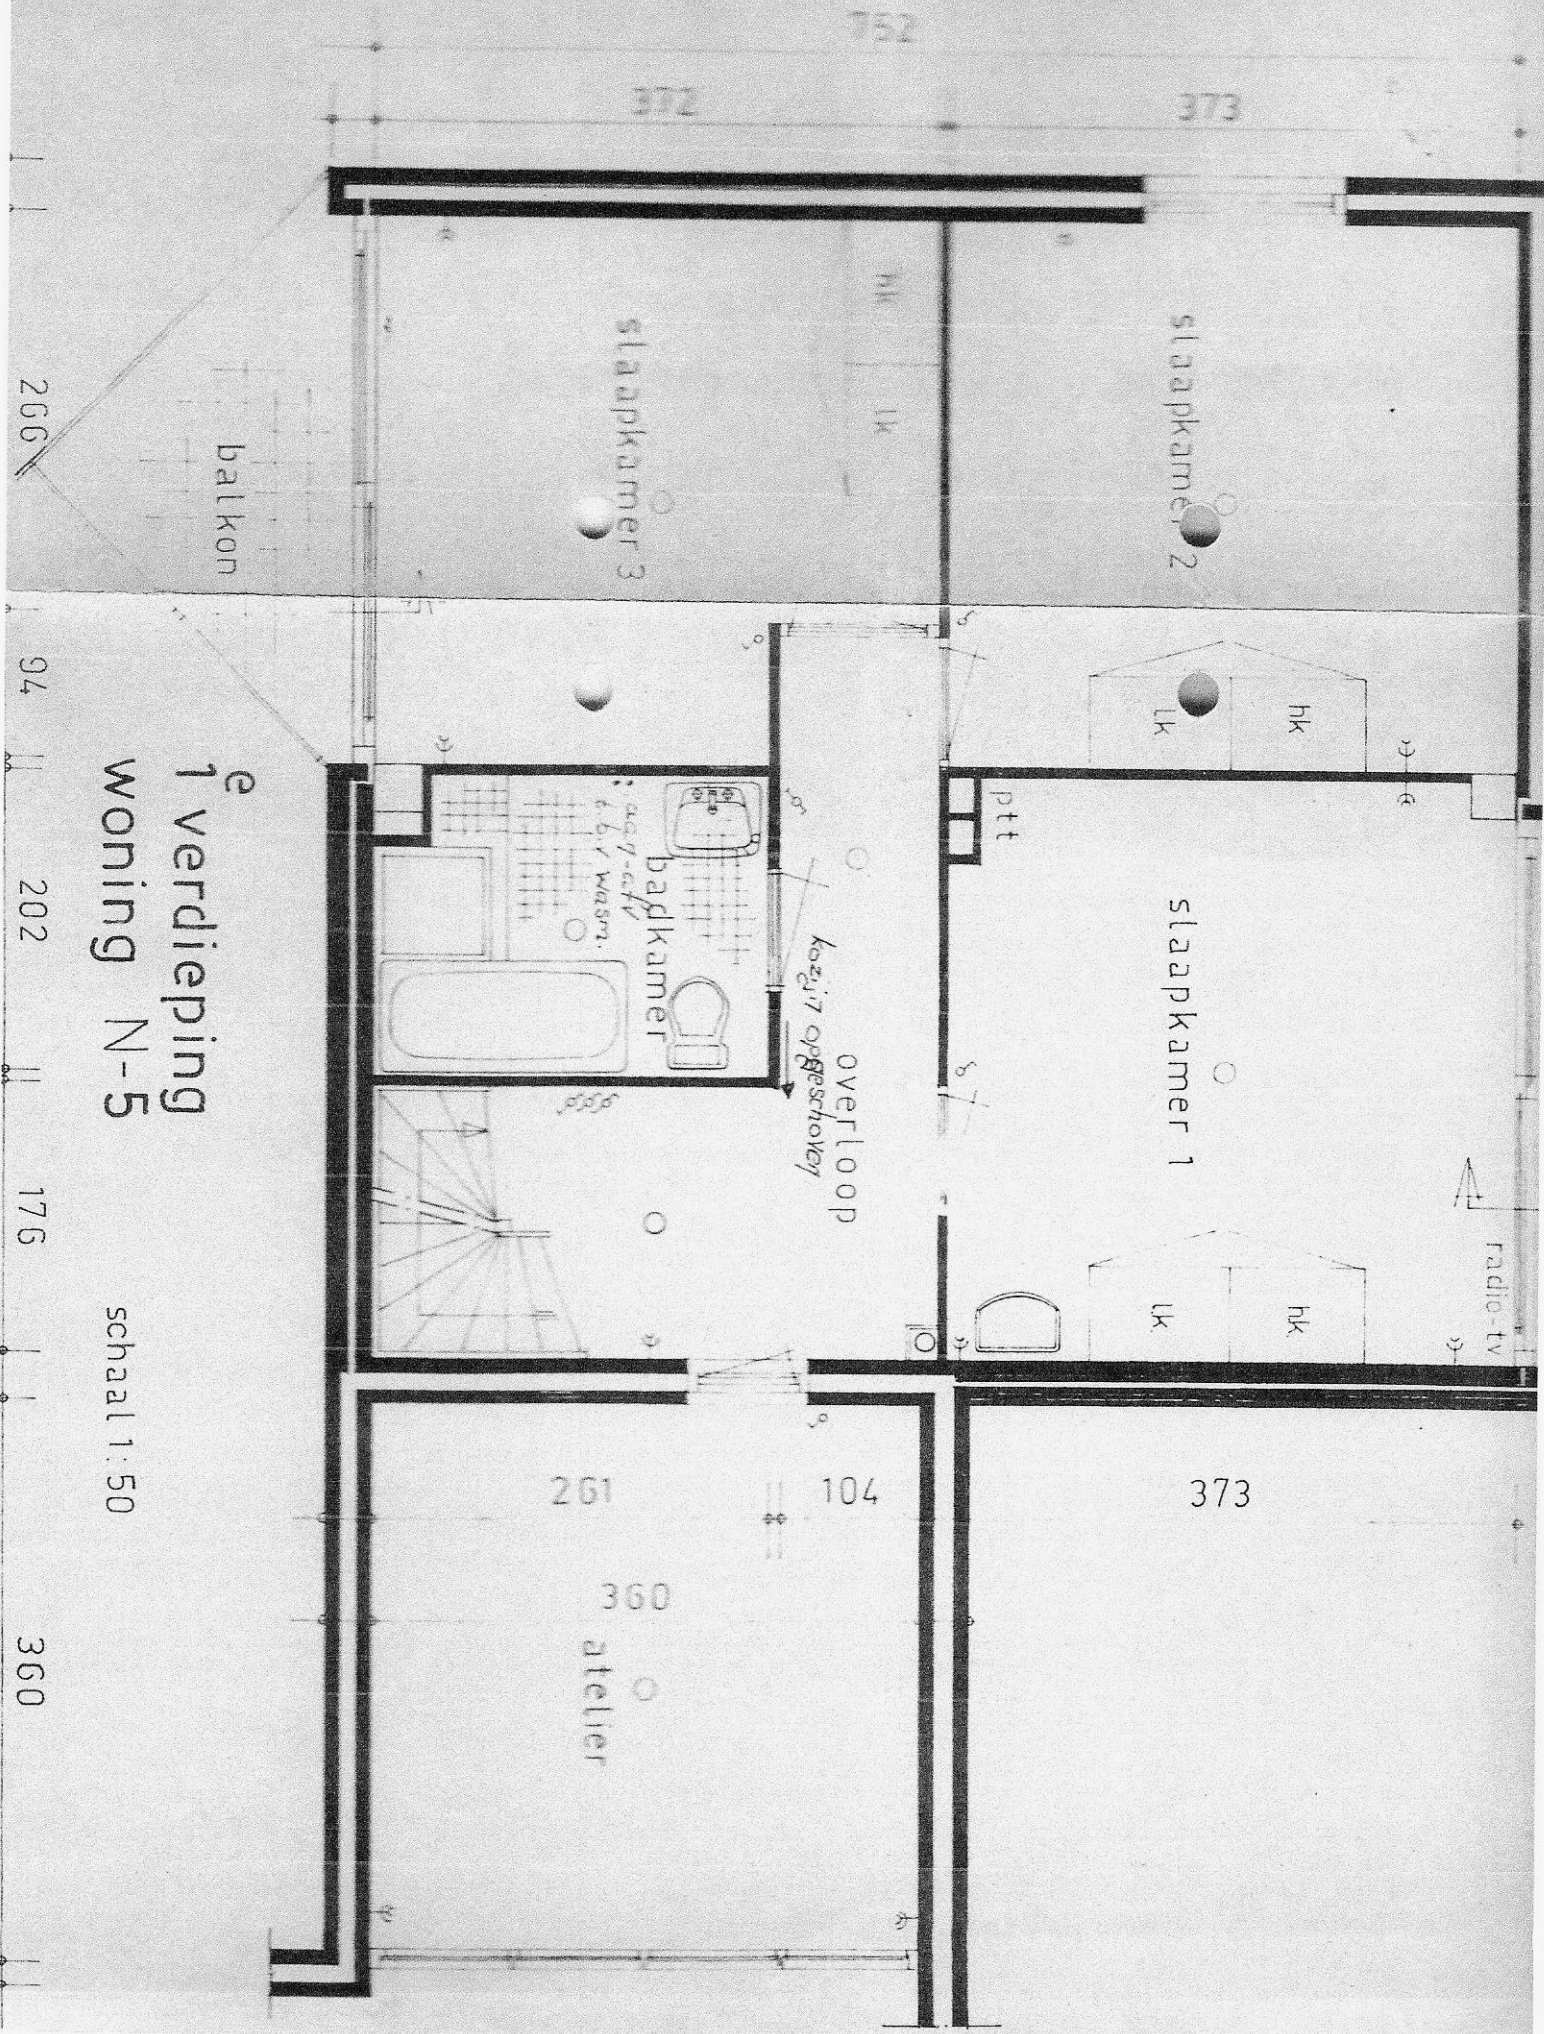 752
372
373
slaapkamer 3
hk
lk
slaapkamer 2
lk
hk
balkon
266
94
202
176
360
1e verdieping
woning N-5
schaal 1:50
badkamer
t.b.v wasm.
kozijn opgeschoven
overloop
ptt
slaapkamer 1
radio-tv
lk
hk
261
104
373
360
atelier